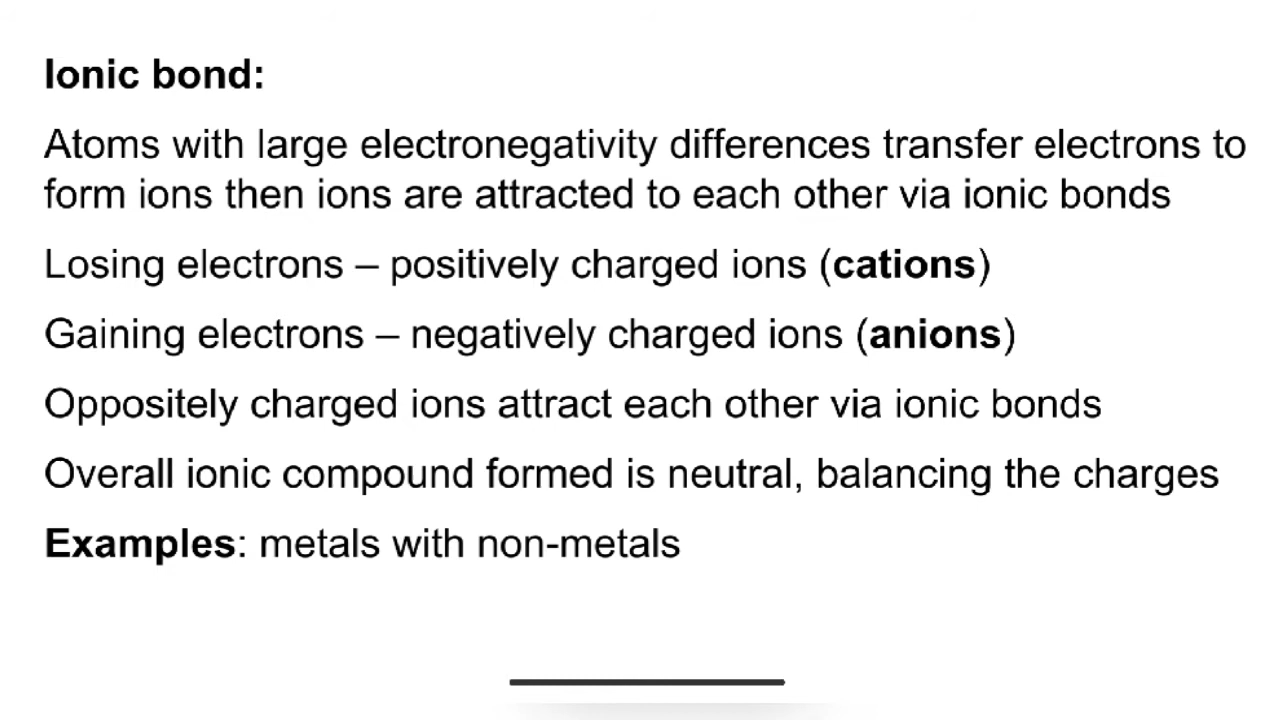 Ionic bond:
Atoms with large electronegativity differences transfer electrons to
form ions then ions are attracted to each other via ionic bonds
Losing electrons – positively charged ions (cations)
Gaining electrons – negatively charged ions (anions)
Oppositely charged ions attract each other via ionic bonds
Overall ionic compound formed is neutral, balancing the charges
Examples: metals with non-metals